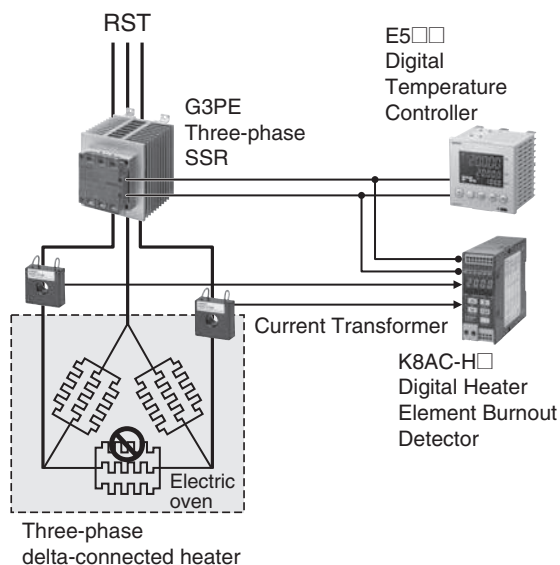 RST
E5□□
Digital
Temperature
Controller
G3PE
Three-phase
SSR
Current Transformer
K8AC-H□
Digital Heater
Element Burnout
Detector
Electric
oven
Three-phase
delta-connected heater